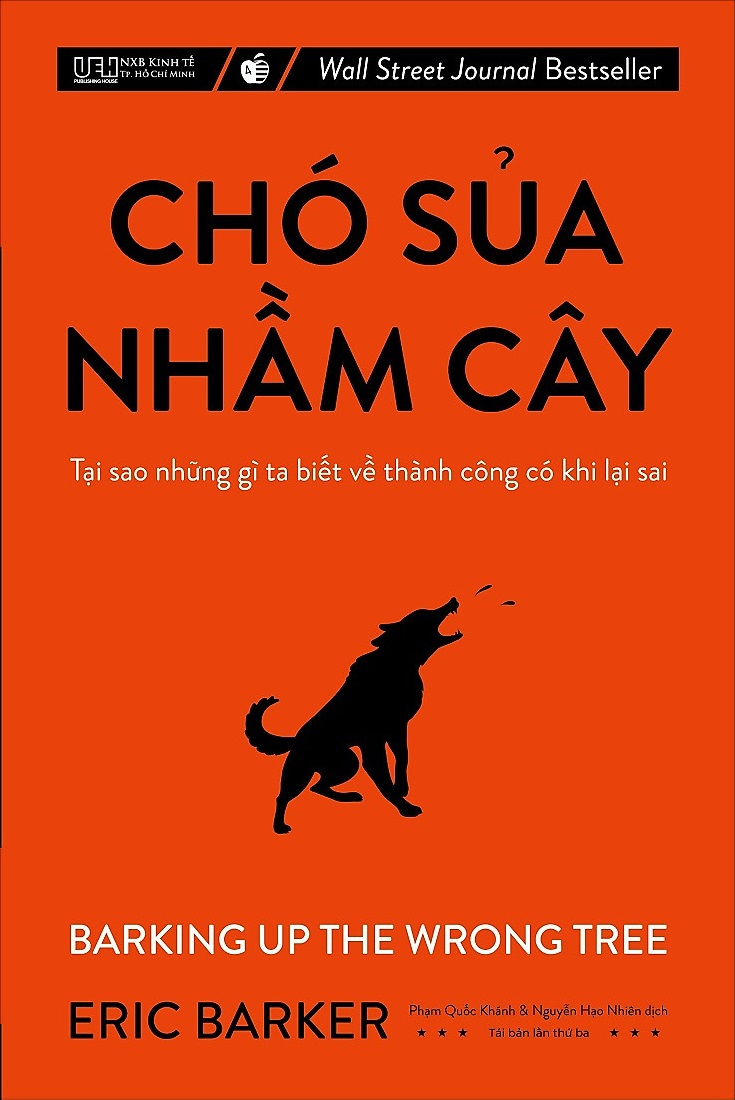 UEH NXB KINH TẾ
PUBLISHING HOUSE TP. HỒ CHÍ MINH
4
Wall Street Journal Bestseller
CHÓ SỦA
NHẦM CÂY
Tại sao những gì ta biết về thành công có khi lại sai
BARKING UP THE WRONG TREE
ERIC BARKER
Phạm Quốc Khánh & Nguyễn Hạo Nhiên dịch
★ ★ ★ Tái bản lần thứ ba ★ ★ ★